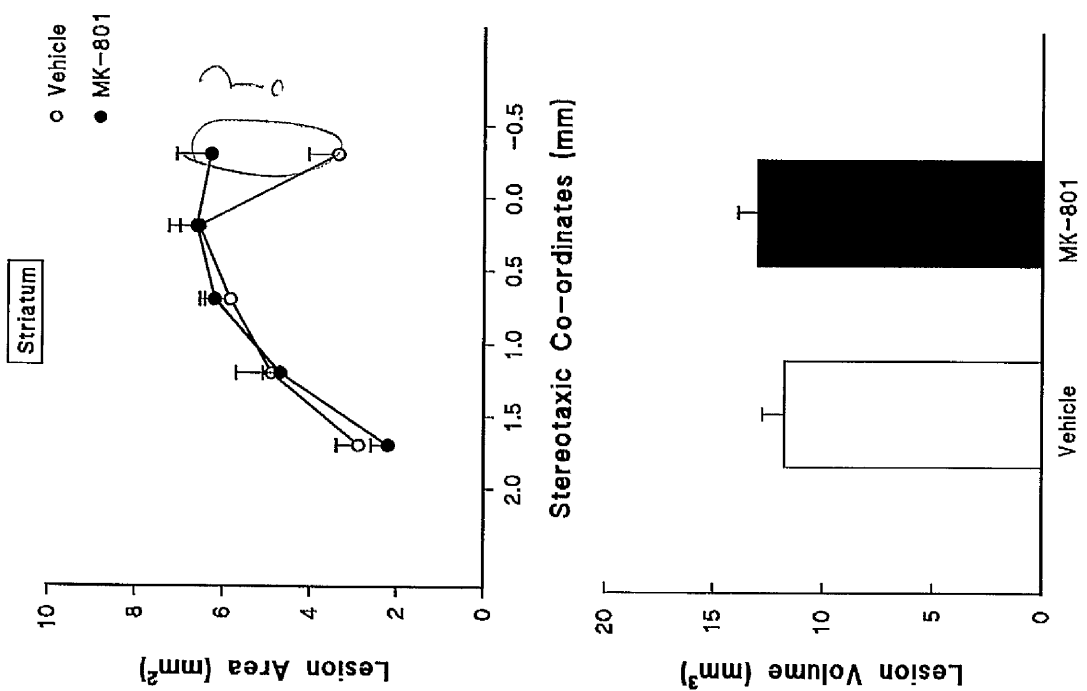 Striatum
Vehicle
MK-801
Lesion Area (mm²)
10
8
6
4
2
0
2.0
1.5
1.0
0.5
0.0
-0.5
Stereotaxic Co-ordinates (mm)
Lesion Volume (mm³)
20
15
10
5
0
Vehicle
MK-801